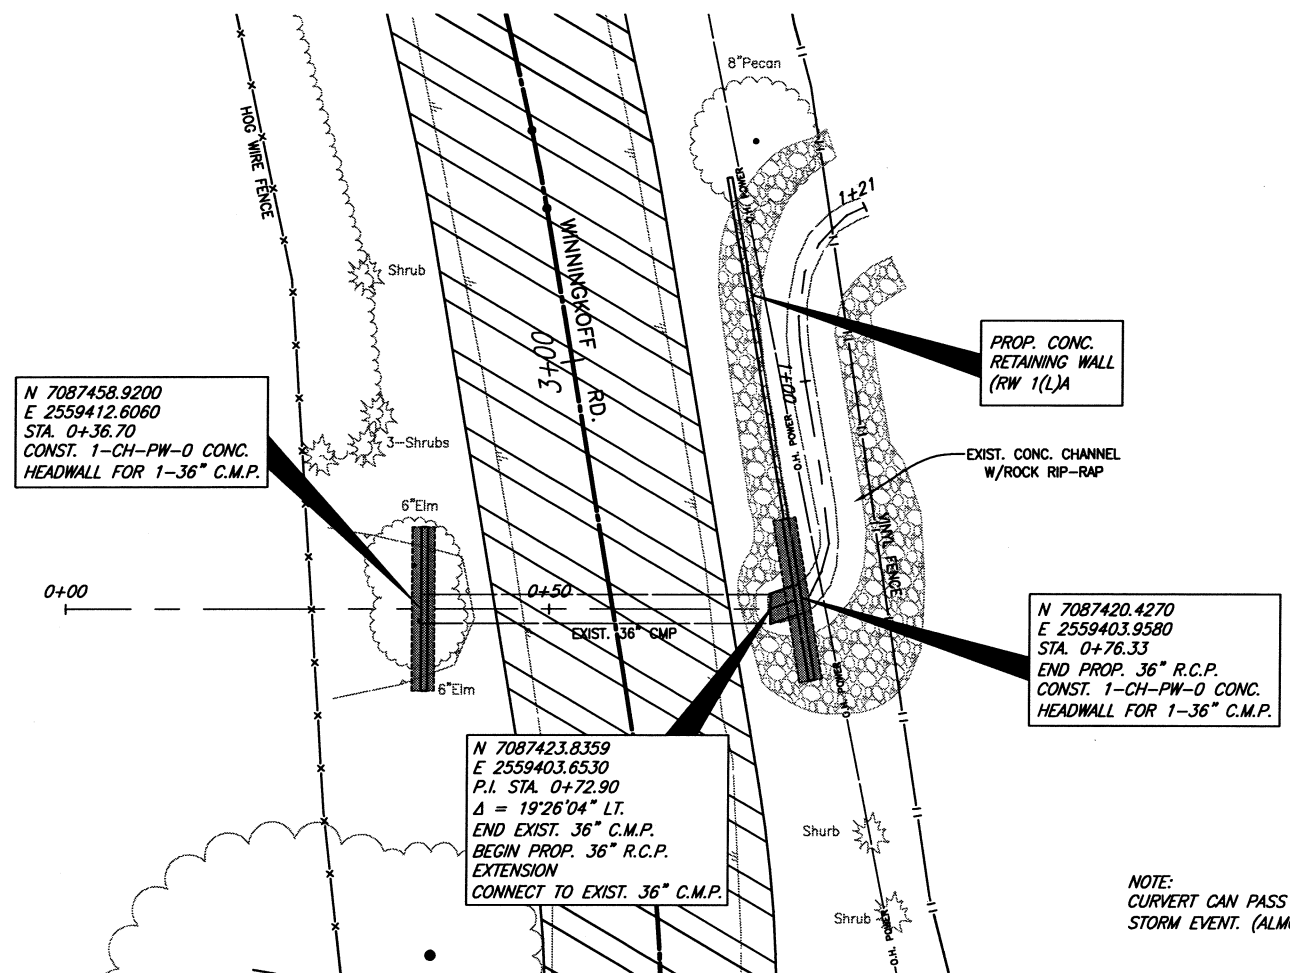 8"Pecan
HOG WIRE FENCE
O.H. POWER
O.H. POWER
1+21
WINNINGKOFF RD.
Shrub
3+00
PROP. CONC.
RETAINING WALL
(RW 1(L)A
N 7087458.9200
E 2559412.6060
STA. 0+36.70
CONST. 1-CH-PW-0 CONC.
HEADWALL FOR 1-36" C.M.P.
1+00
O.H. POWER
3-Shrubs
EXIST. CONC. CHANNEL
W/ROCK RIP-RAP
6"Elm
VINYL FENCE
0+00
0+50
EXIST. 36" CMP
N 7087420.4270
E 2559403.9580
STA. 0+76.33
END PROP. 36" R.C.P.
CONST. 1-CH-PW-0 CONC.
HEADWALL FOR 1-36" C.M.P.
6"Elm
O.H. POWER
N 7087423.8359
E 2559403.6530
P.I. STA. 0+72.90
Δ = 19°26'04" LT.
END EXIST. 36" C.M.P.
BEGIN PROP. 36" R.C.P.
EXTENSION
CONNECT TO EXIST. 36" C.M.P.
Shurb
Shrub
O.H. POWER
NOTE:
CURVERT CAN PASS
STORM EVENT. (ALM